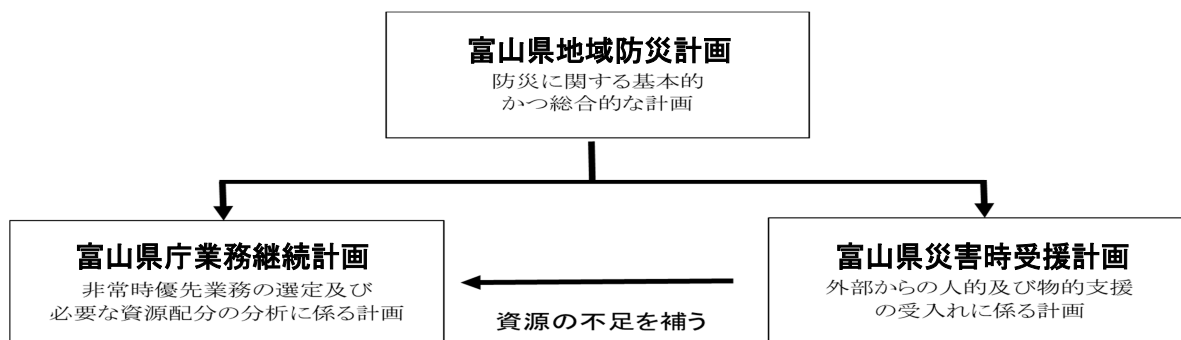 富山県地域防災計画
防災に関する基本的
かつ総合的な計画
富山県庁業務継続計画
非常時優先業務の選定及び
必要な資源配分の分析に係る計画
資源の不足を補う
富山県災害時受援計画
外部からの人的及び物的支援
の受入れに係る計画